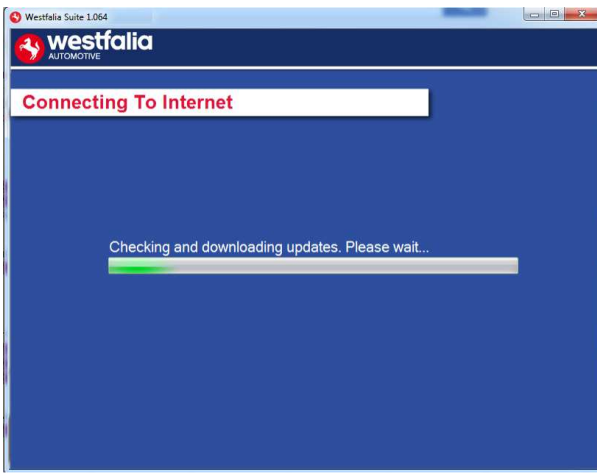 Westfalia Suite 1.064
westfalia
AUTOMOTIVE
Connecting To Internet
Checking and downloading updates. Please wait...